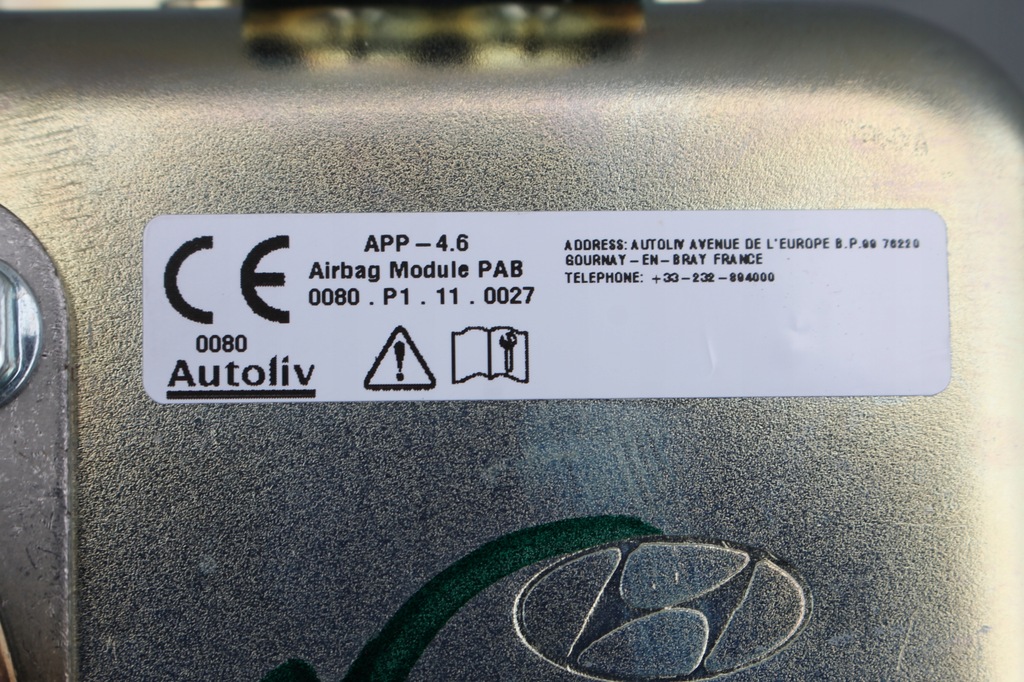 CE
0080
Autoliv
APP-4.6
Airbag Module PAB
0080 . P1 . 11 . 0027
ADDRESS: AUTOLIV AVENUE DE L'EUROPE B.P.99 76220
GOURNAY-EN-BRAY FRANCE
TELEPHONE: +33-232-894000